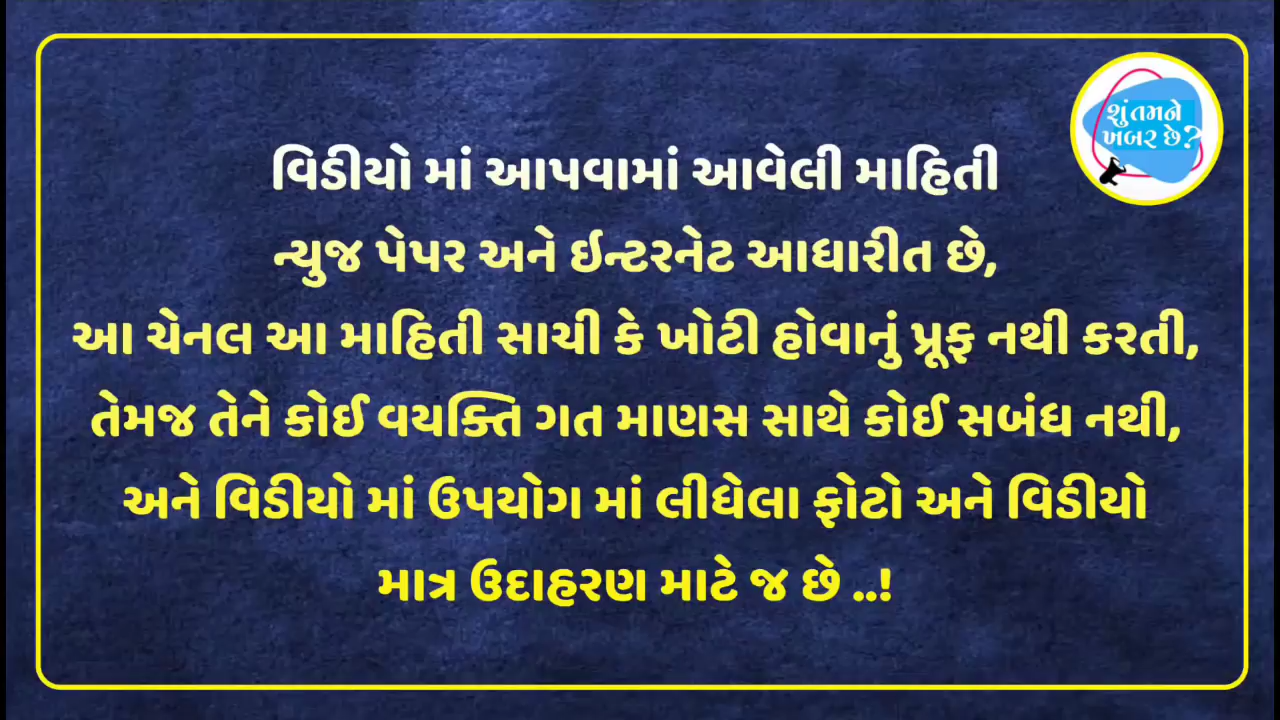 શું તમને
ખબર છે?
વિડીયો માં આપવામાં આવેલી માહિતી
ન્યુજ પેપર અને ઇન્ટરનેટ આધારીત છે,
આ ચેનલ આ માહિતી સાચી કે ખોટી હોવાનું પ્રૂફ નથી કરતી,
તેમજ તેને કોઈ વયક્તિ ગત માણસ સાથે કોઈ સબંધ નથી,
અને વિડીયો માં ઉપયોગ માં લીધેલા ફોટો અને વિડીયો
માત્ર ઉદાહરણ માટે જ છે ..!